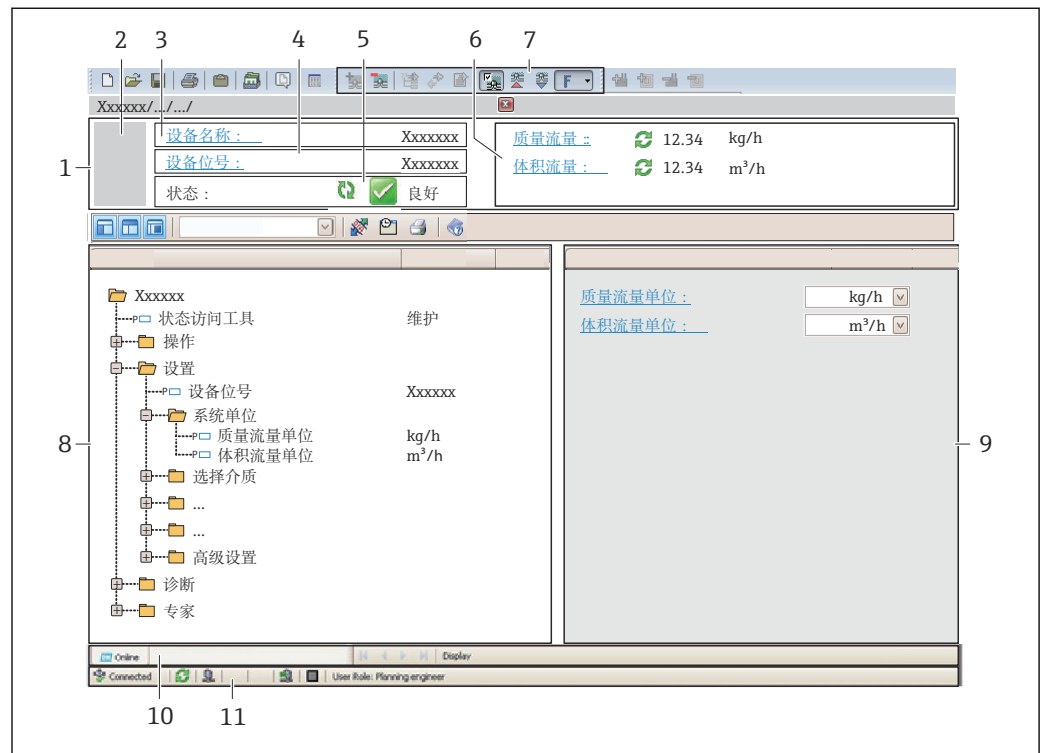 2 3 4 5 6 7
F
Xxxxxx/.../.../
1
设备名称： Xxxxxxx
设备位号： Xxxxxxx
状态： 良好
质量流量：: 12.34 kg/h
体积流量： 12.34 m³/h
Xxxxxx
P 状态访问工具 维护
操作
设置
P 设备位号 Xxxxxx
系统单位
P 质量流量单位 kg/h
P 体积流量单位 m³/h
选择介质
...
...
高级设置
诊断
专家
8
质量流量单位： kg/h
体积流量单位： m³/h
9
Online Display
Connected User Role: Planning engineer
10 11